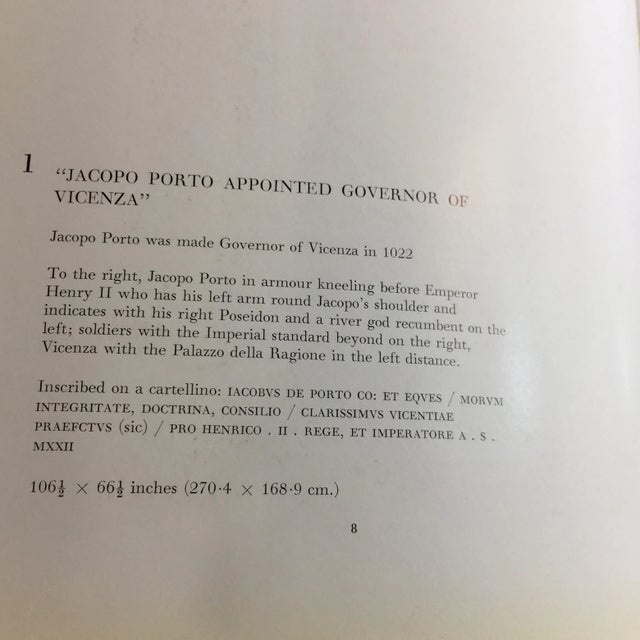 1
"JACOPO PORTO APPOINTED GOVERNOR OF
VICENZA"
Jacopo Porto was made Governor of Vicenza in 1022
To the right, Jacopo Porto in armour kneeling before Emperor
Henry II who has his left arm round Jacopo's shoulder and
indicates with his right Poseidon and a river god recumbent on the
left; soldiers with the Imperial standard beyond on the right,
Vicenza with the Palazzo della Ragione in the left distance.
Inscribed on a cartellino: IACOBVS DE PORTO CO: ET EQVES / MORVM
INTEGRITATE, DOCTRINA, CONSILIO / CLARISSIMVS VICENTIAE
PRAEFCTVS (sic) / PRO HENRICO . II . REGE, ET IMPERATORE A . S .
MXXII
106½ × 66½ inches (270·4 × 168·9 cm.)
8